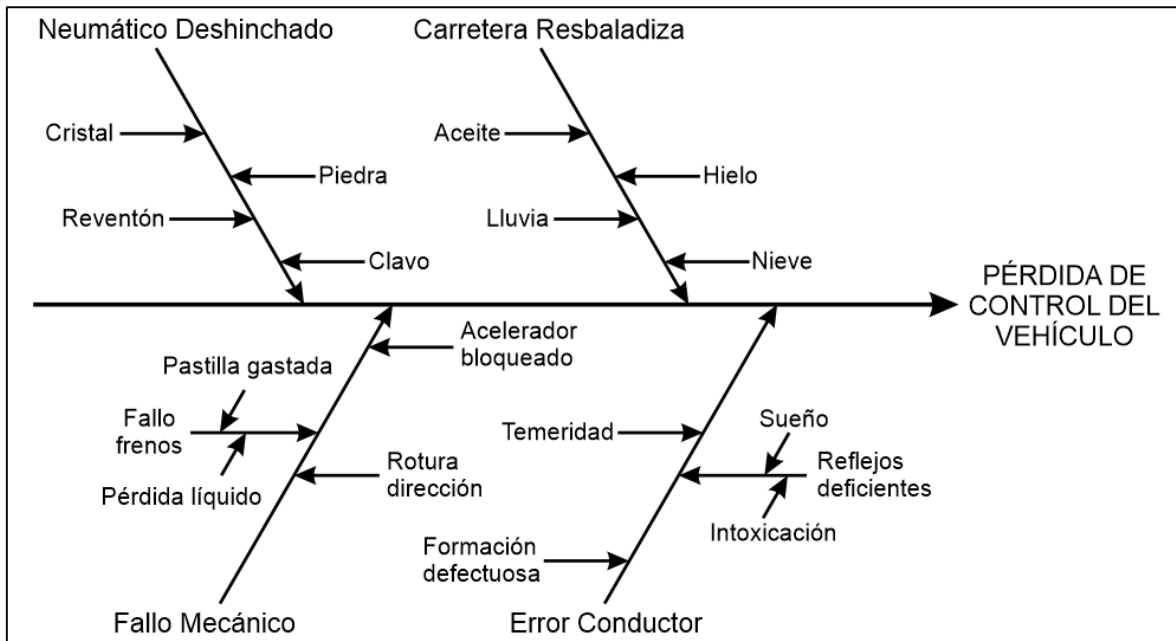 Neumático Deshinchado
Carretera Resbaladiza
Cristal
Aceite
Piedra
Hielo
Reventón
Lluvia
Clavo
Nieve
PÉRDIDA DE
CONTROL DEL
VEHÍCULO
Acelerador
bloqueado
Pastilla gastada
Fallo
frenos
Temeridad
Sueño
Rotura
dirección
Reflejos
deficientes
Pérdida líquido
Intoxicación
Formación
defectuosa
Fallo Mecánico
Error Conductor